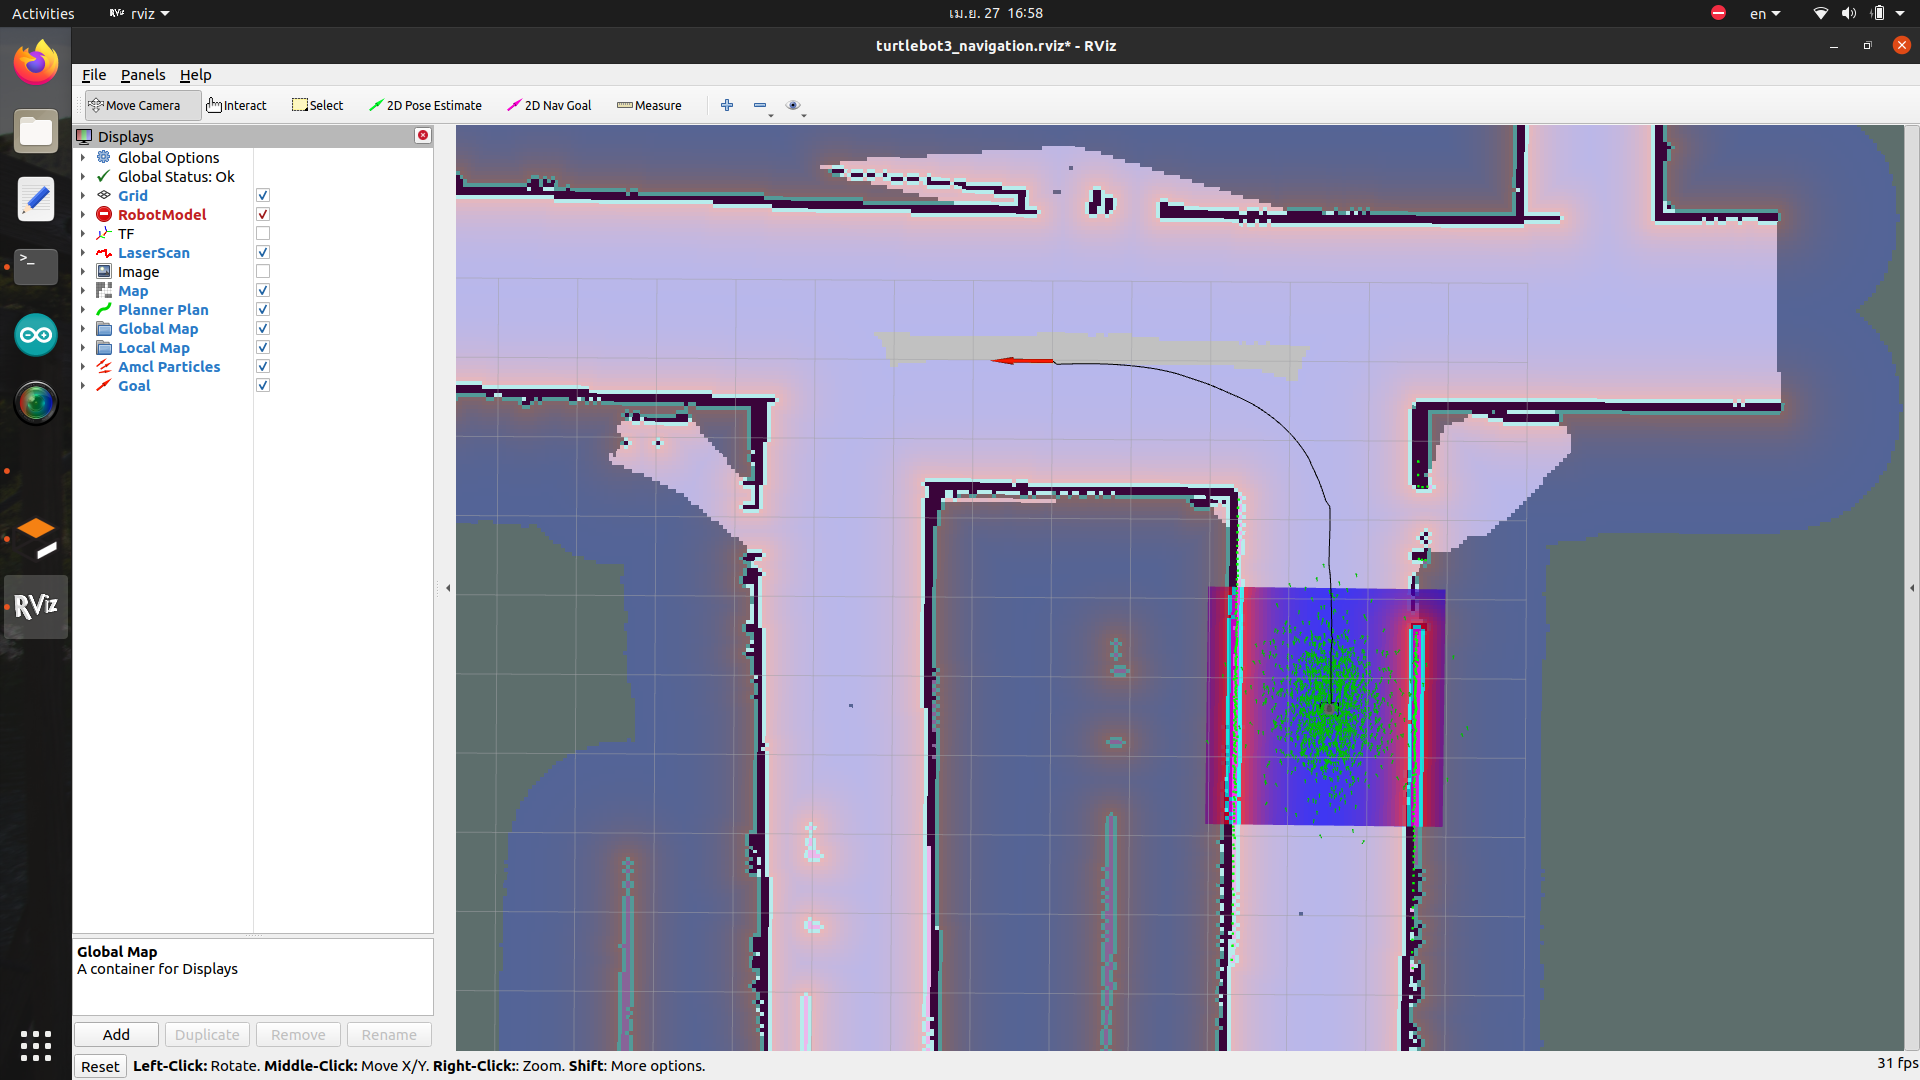 Activities
RViz rviz
เม.ย. 27 16:58
en
turtlebot3_navigation.rviz* - RViz
File Panels Help
Move Camera Interact Select 2D Pose Estimate 2D Nav Goal Measure
Displays
Global Options
Global Status: Ok
Grid
RobotModel
TF
LaserScan
Image
Map
Planner Plan
Global Map
Local Map
Amcl Particles
Goal
RViz
Global Map
A container for Displays
Add Duplicate Remove Rename
Reset Left-Click: Rotate. Middle-Click: Move X/Y. Right-Click:: Zoom. Shift: More options.
31 fps